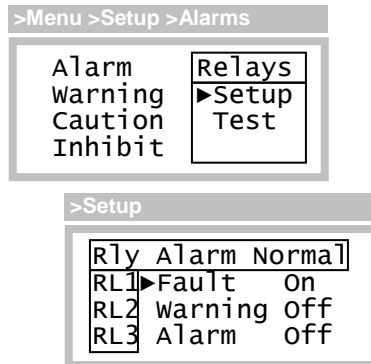 >Menu >Setup >Alarms
Alarm Relays
Warning ►Setup
Caution Test
Inhibit
>Setup
Rly Alarm Normal
RL1►Fault On
RL2 Warning Off
RL3 Alarm Off